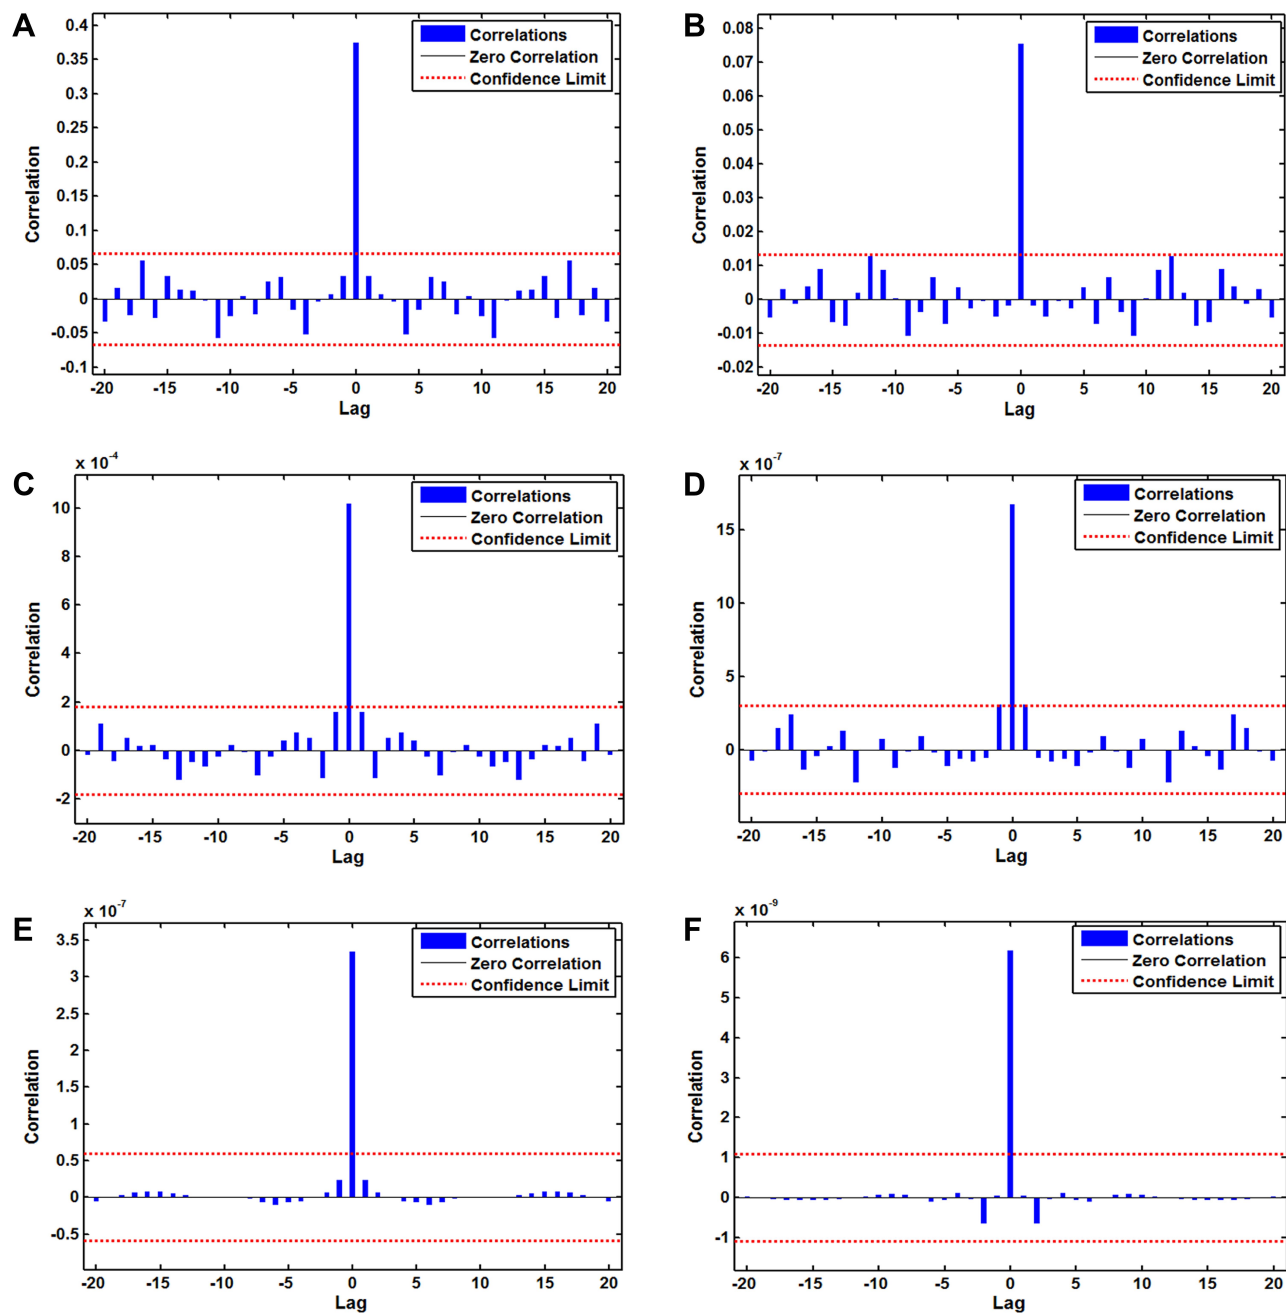 A
Correlations
Zero Correlation
Confidence Limit
0.4
0.35
0.3
0.25
0.2
0.15
0.1
0.05
0
-0.05
-0.1
Correlation
-20 -15 -10 -5 0 5 10 15 20
Lag
B
Correlations
Zero Correlation
Confidence Limit
0.08
0.06
0.05
0.04
0.03
0.02
0.01
0
-0.01
-0.02
0.07
Correlation
-20 -15 -10 -5 0 5 10 15 20
Lag
C
x 10-4
Correlations
Zero Correlation
Confidence Limit
10
8
6
4
2
0
-2
Correlation
-20 -15 -10 -5 0 5 10 15 20
Lag
D
x 10-7
Correlations
Zero Correlation
Confidence Limit
15
10
5
0
Correlation
-20 -15 -10 -5 0 5 10 15 20
Lag
E
x 10-7
Correlations
Zero Correlation
Confidence Limit
3.5
3
2.5
2
1.5
1
0.5
0
-0.5
Correlation
-20 -15 -10 -5 0 5 10 15 20
Lag
F
x 10-9
Correlations
Zero Correlation
Confidence Limit
6
5
4
3
2
1
0
-1
Correlation
-20 -15 -10 -5 0 5 10 15 20
Lag